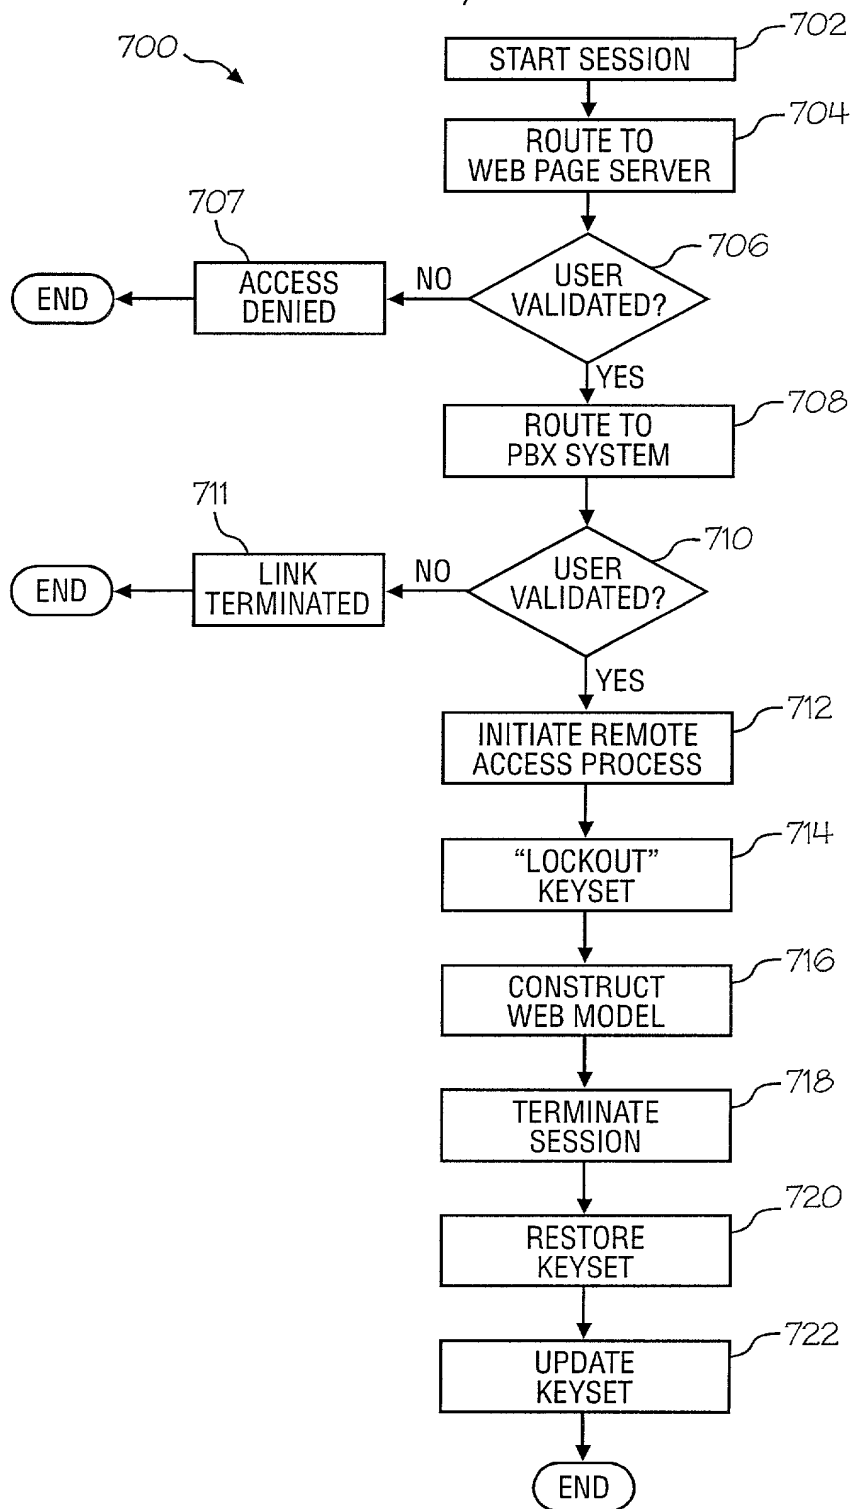 700
START SESSION
702
ROUTE TO
WEB PAGE SERVER
704
707
706
END
ACCESS
DENIED
NO
USER
VALIDATED?
YES
ROUTE TO
PBX SYSTEM
708
711
710
END
LINK
TERMINATED
NO
USER
VALIDATED?
YES
INITIATE REMOTE
ACCESS PROCESS
712
“LOCKOUT”
KEYSET
714
CONSTRUCT
WEB MODEL
716
TERMINATE
SESSION
718
RESTORE
KEYSET
720
UPDATE
KEYSET
722
END